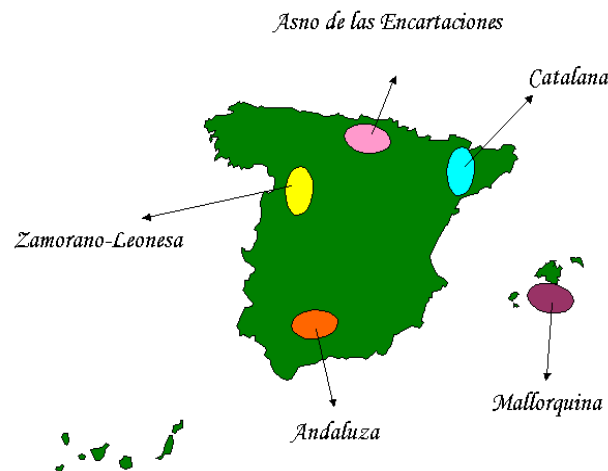 Asno de las Encartaciones
Catalana
Zamorano-Leonesa
Mallorquina
Andaluza